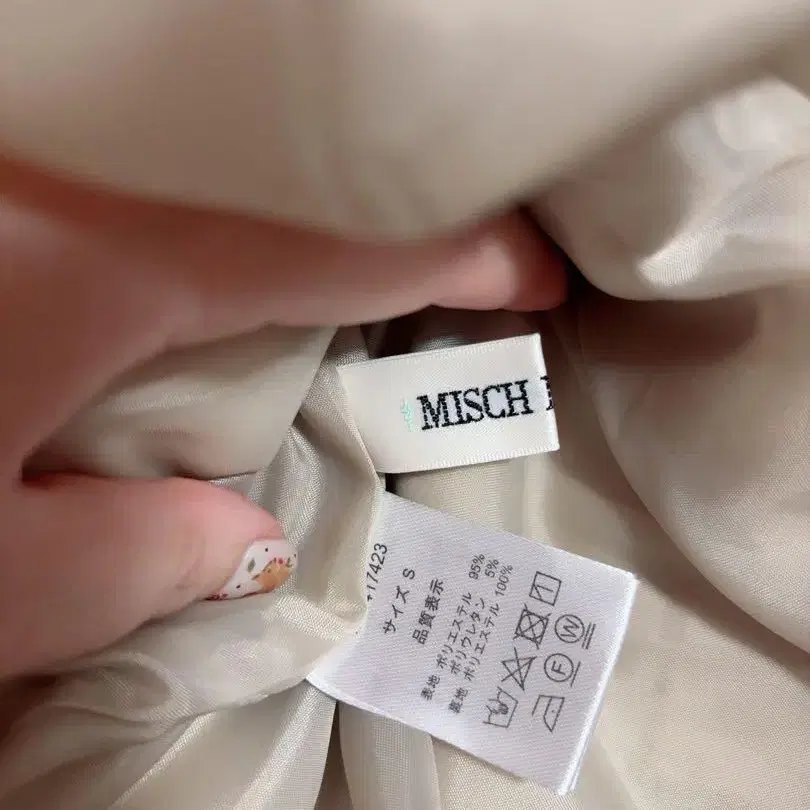 MISCH
17423
サイズ S
品質表示
表地 ポリエステル 95%
ポリウレタン 5%
裏地 ポリエステル 100%
W
F